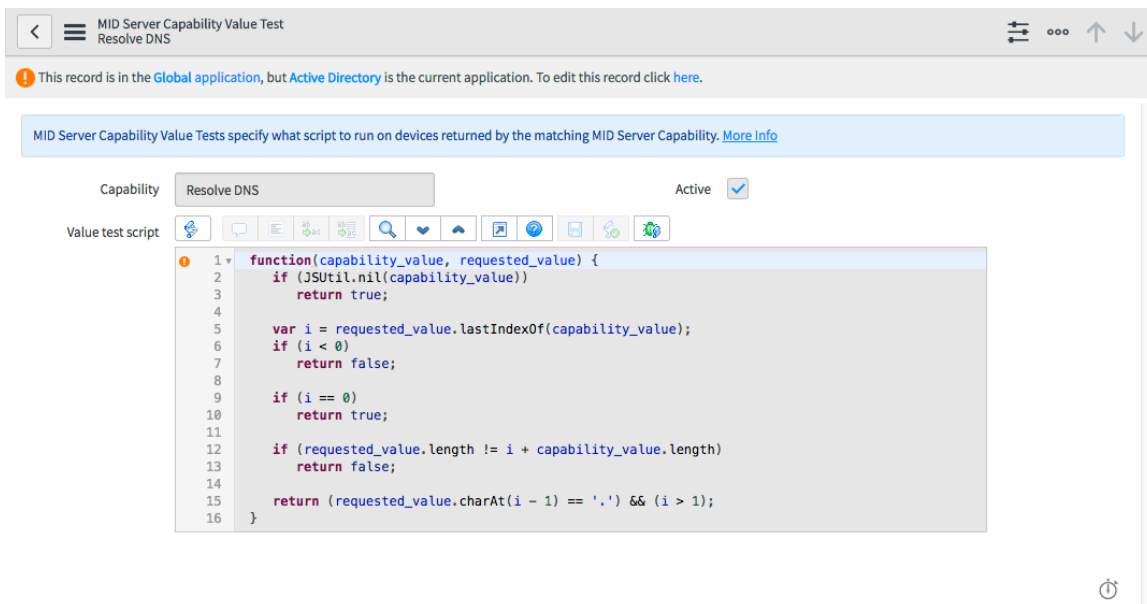 MID Server Capability Value Test
Resolve DNS
This record is in the Global application, but Active Directory is the current application. To edit this record click here.
MID Server Capability Value Tests specify what script to run on devices returned by the matching MID Server Capability. More Info
Capability Resolve DNS Active
Value test script
1 function(capability_value, requested_value) {
2 if (JSUtil.nil(capability_value))
3 return true;
4
5 var i = requested_value.lastIndexOf(capability_value);
6 if (i < 0)
7 return false;
8
9 if (i == 0)
10 return true;
11
12 if (requested_value.length != i + capability_value.length)
13 return false;
14
15 return (requested_value.charAt(i - 1) == '.') && (i > 1);
16 }